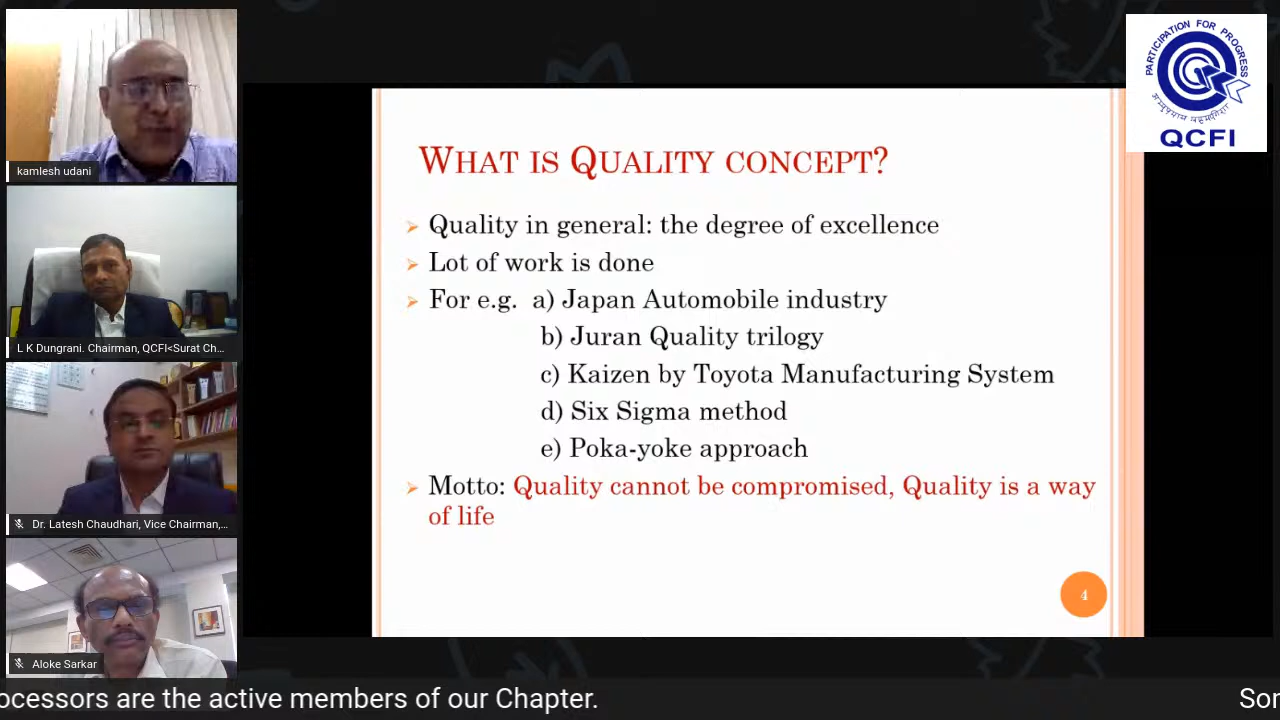 kamlesh udani
L K Dungrani. Chairman, QCFI<Surat Ch...
Dr. Latesh Chaudhari, Vice Chairman,...
Aloke Sarkar
WHAT IS QUALITY CONCEPT?
Quality in general: the degree of excellence
Lot of work is done
For e.g. a) Japan Automobile industry
b) Juran Quality trilogy
c) Kaizen by Toyota Manufacturing System
d) Six Sigma method
e) Poka-yoke approach
Motto: Quality cannot be compromised, Quality is a way
of life
4
PARTICIPATION FOR PROGRESS
QCFI
ocessors are the active members of our Chapter.
Sor